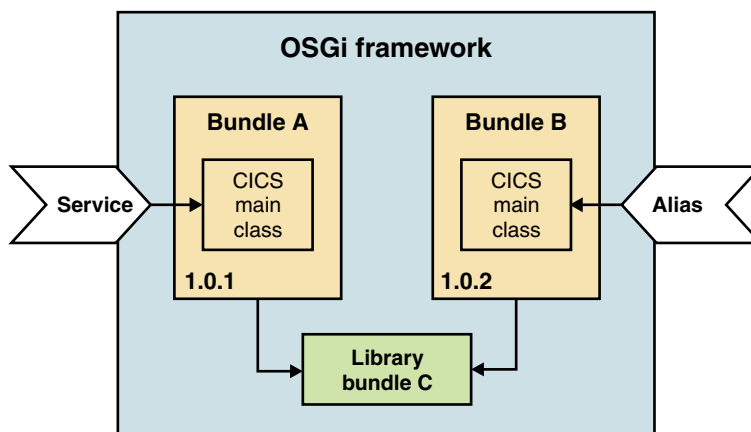 OSGi framework
Bundle A
CICS
main
class
1.0.1
Bundle B
CICS
main
class
1.0.2
Service
Alias
Library
bundle C